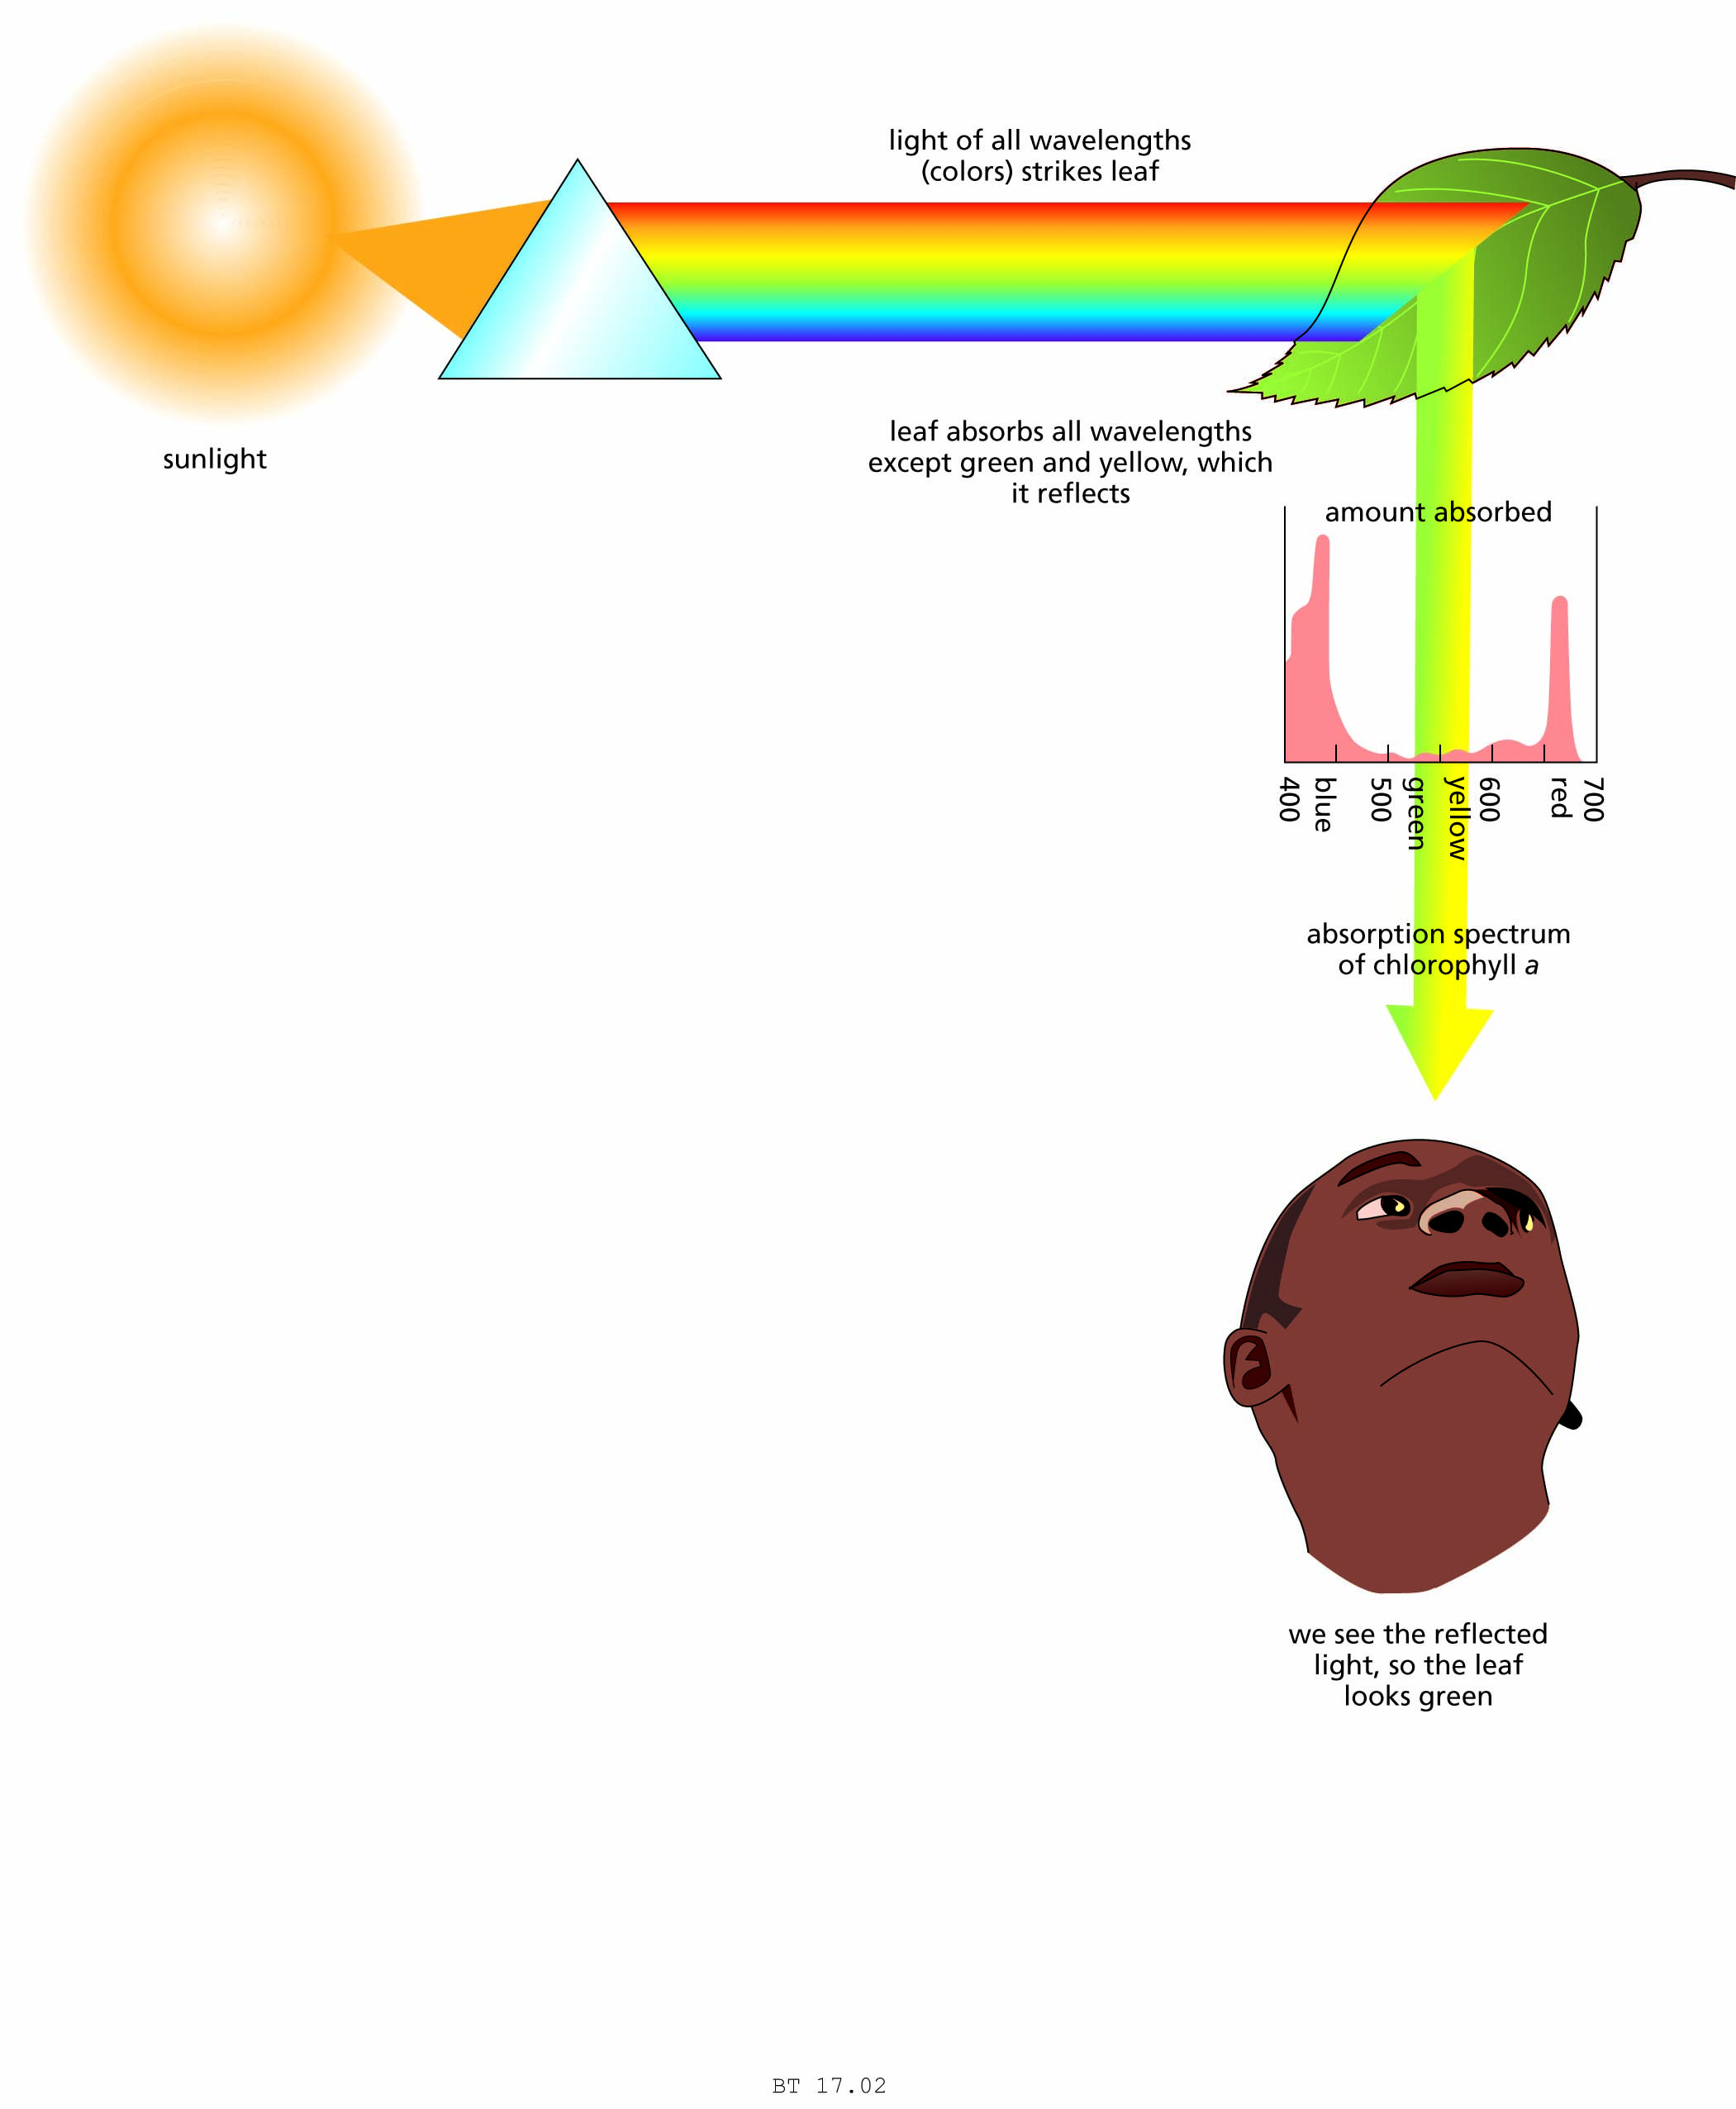 light of all wavelengths
(colors) strikes leaf
sunlight
leaf absorbs all wavelengths
except green and yellow, which
it reflects
amount absorbed
400
blue
500
green
yellow
600
red
700
absorption spectrum
of chlorophyll a
we see the reflected
light, so the leaf
looks green
BT 17.02